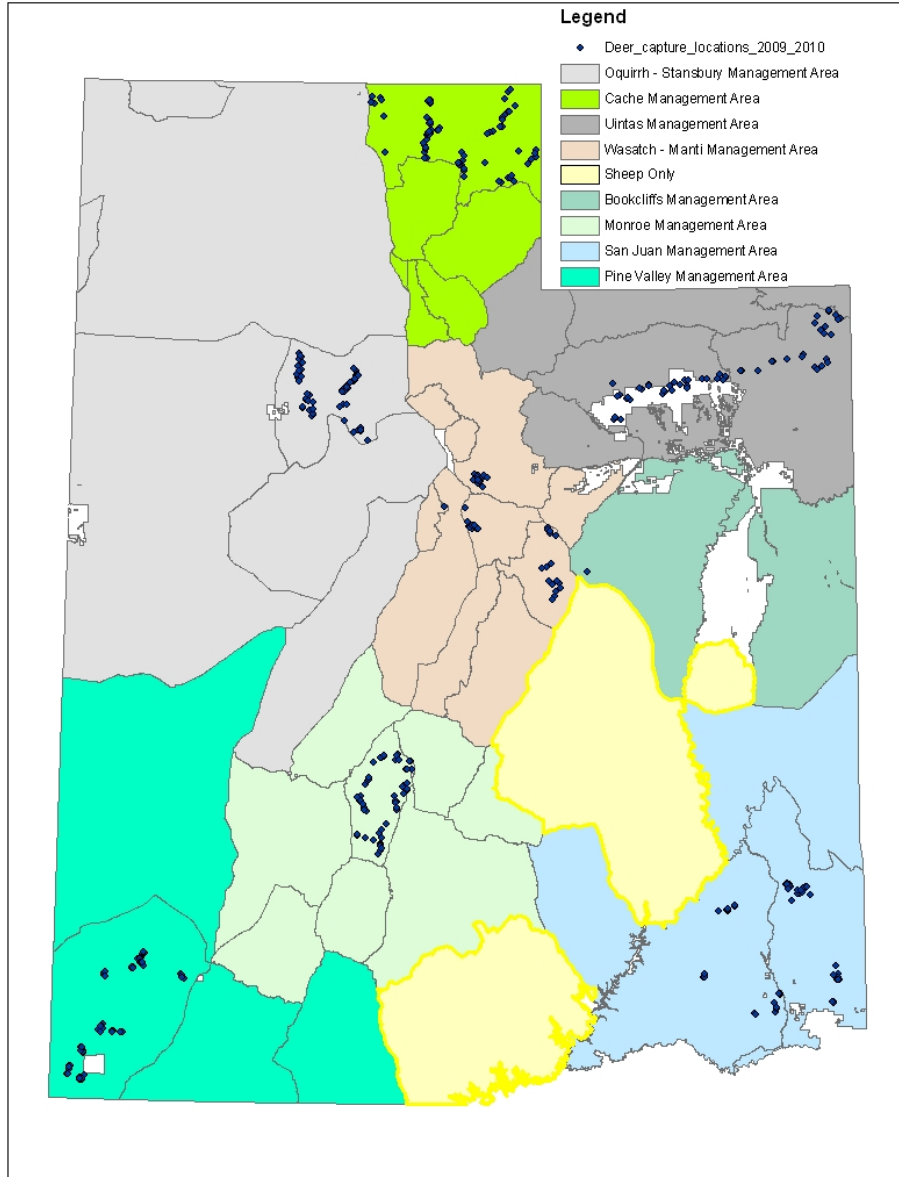 Legend
Deer_capture_locations_2009_2010
Oquirrh - Stansbury Management Area
Cache Management Area
Uintas Management Area
Wasatch - Manti Management Area
Sheep Only
Bookcliffs Management Area
Monroe Management Area
San Juan Management Area
Pine Valley Management Area